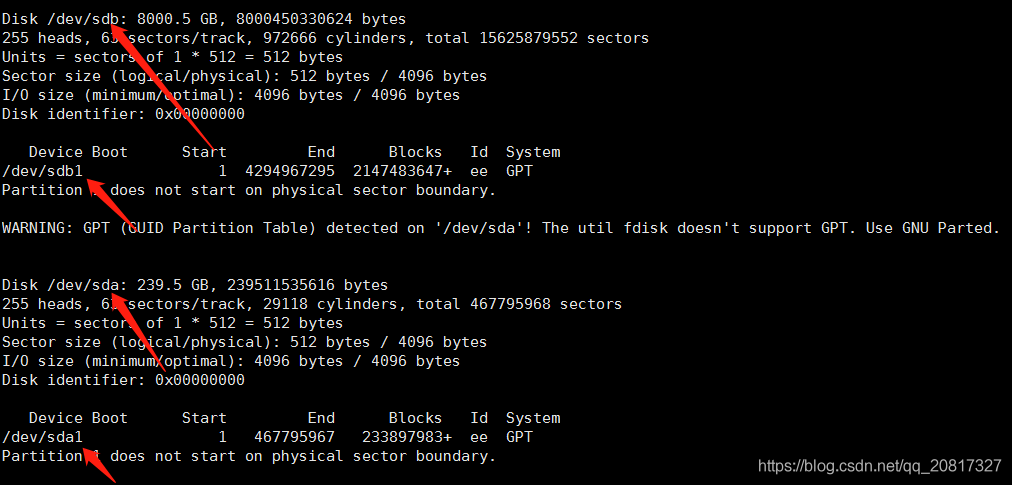 Disk /dev/sdb: 8000.5 GB, 8000450330624 bytes
255 heads, 63 sectors/track, 972666 cylinders, total 15625879552 sectors
Units = sectors of 1 * 512 = 512 bytes
Sector size (logical/physical): 512 bytes / 4096 bytes
I/O size (minimum/optimal): 4096 bytes / 4096 bytes
Disk identifier: 0x00000000
Device Boot Start End Blocks Id System
/dev/sdb1 1 4294967295 2147483647+ ee GPT
Partition 1 does not start on physical sector boundary.
WARNING: GPT (GUID Partition Table) detected on '/dev/sda'! The util fdisk doesn't support GPT. Use GNU Parted.
Disk /dev/sda: 239.5 GB, 239511535616 bytes
255 heads, 63 sectors/track, 29118 cylinders, total 467795968 sectors
Units = sectors of 1 * 512 = 512 bytes
Sector size (logical/physical): 512 bytes / 4096 bytes
I/O size (minimum/optimal): 4096 bytes / 4096 bytes
Disk identifier: 0x00000000
Device Boot Start End Blocks Id System
/dev/sda1 1 467795967 233897983+ ee GPT
Partition 1 does not start on physical sector boundary.
https://blog.csdn.net/qq_20817327